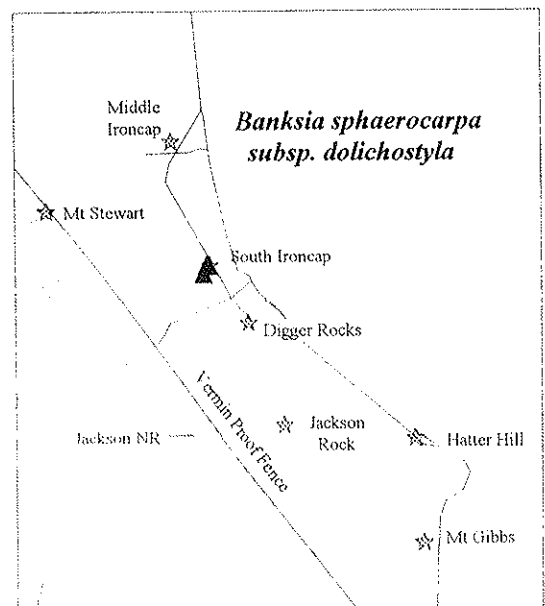 Middle
Ironcap
Banksia sphaerocarpa
subsp. dolichostyla
Mt Stewart
South Ironcap
Digger Rocks
Vermin Proof Fence
Jackson NR
Jackson
Rock
Hatter Hill
Mt Gibbs